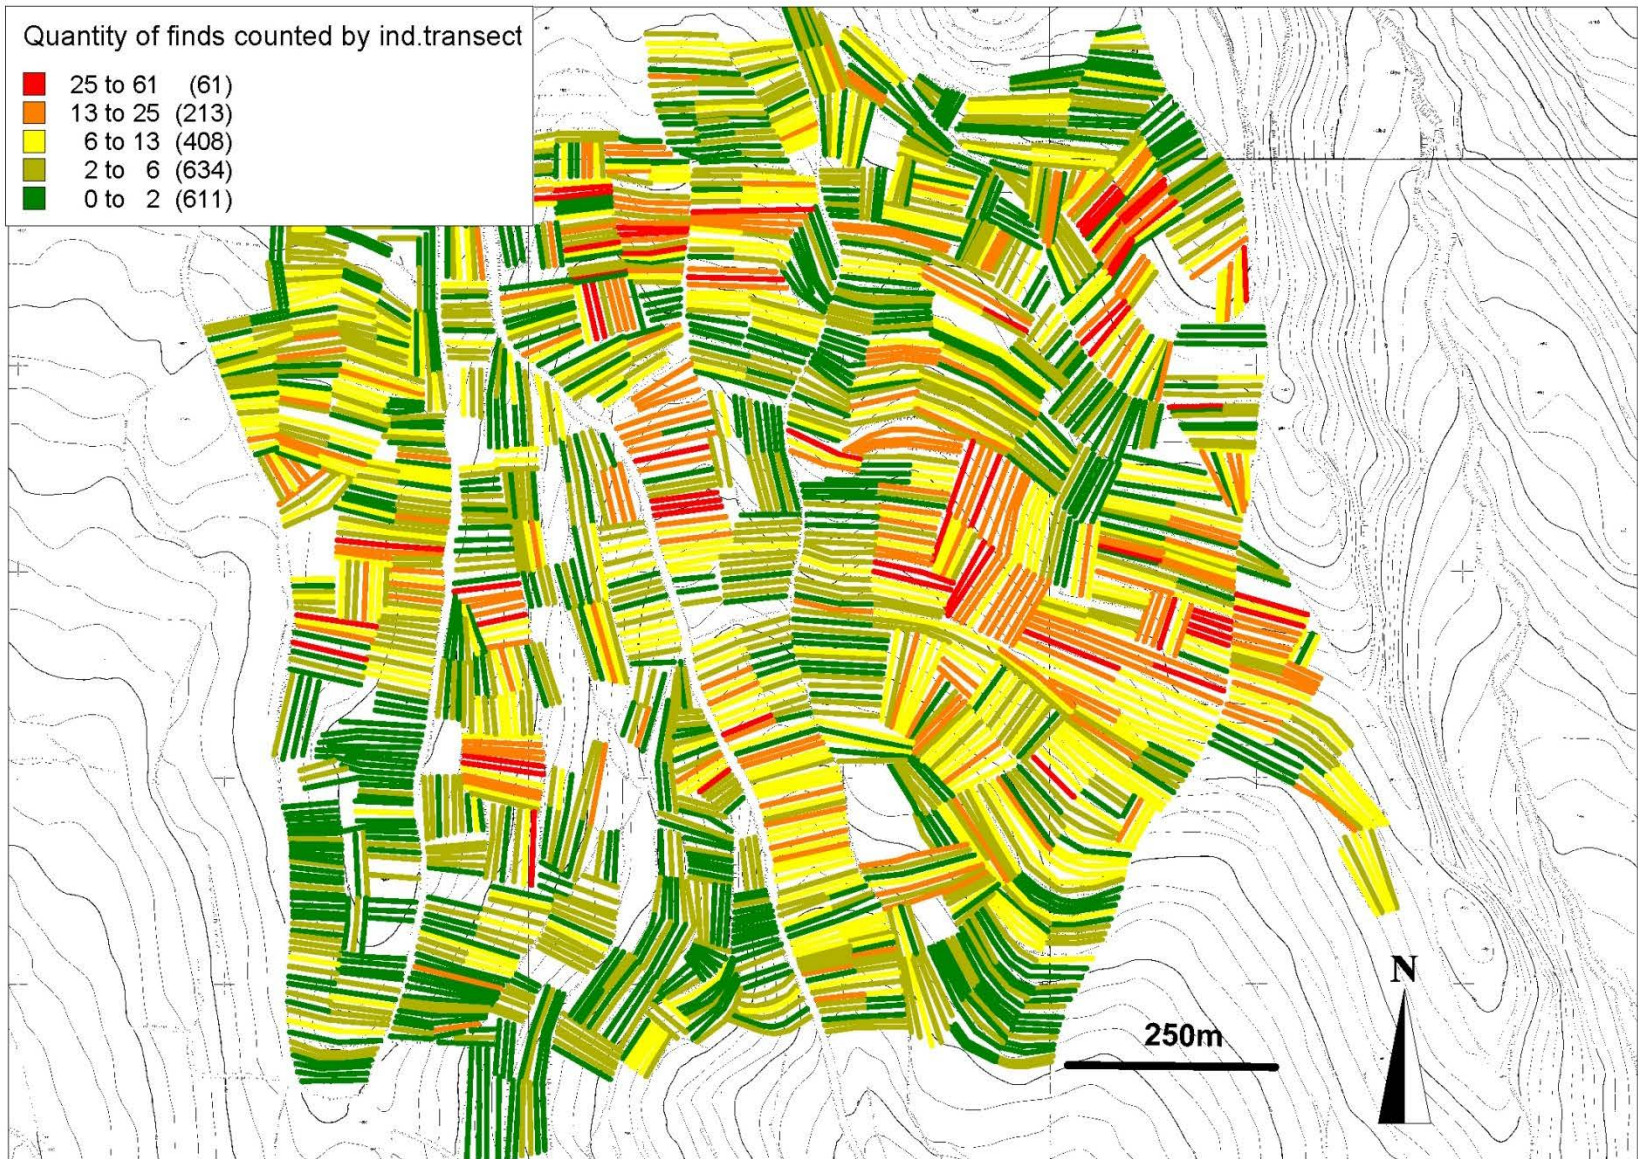 Quantity of finds counted by ind.transect
25 to 61 (61)
13 to 25 (213)
6 to 13 (408)
2 to 6 (634)
0 to 2 (611)
N
250m